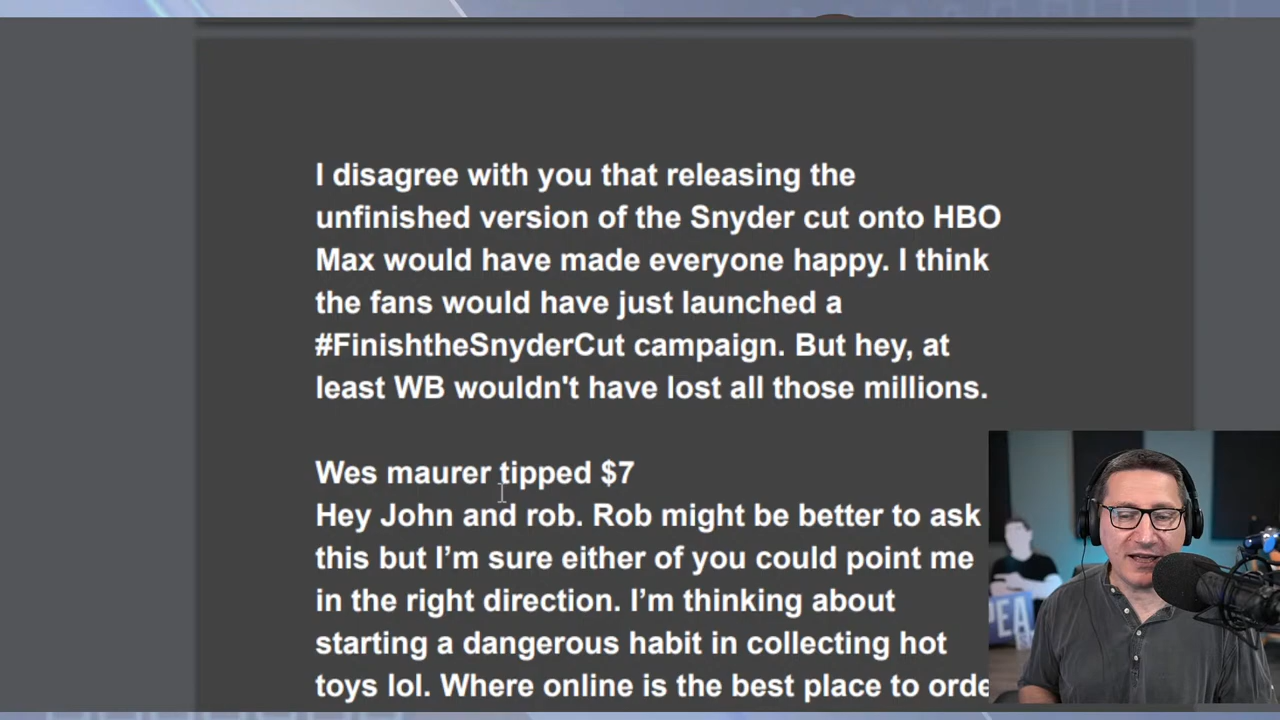 I disagree with you that releasing the
unfinished version of the Snyder cut onto HBO
Max would have made everyone happy. I think
the fans would have just launched a
#FinishtheSnyderCut campaign. But hey, at
least WB wouldn't have lost all those millions.
Wes maurer tipped $7
Hey John and rob. Rob might be better to ask
this but I’m sure either of you could point me
in the right direction. I’m thinking about
starting a dangerous habit in collecting hot
toys lol. Where online is the best place to orde
PEA